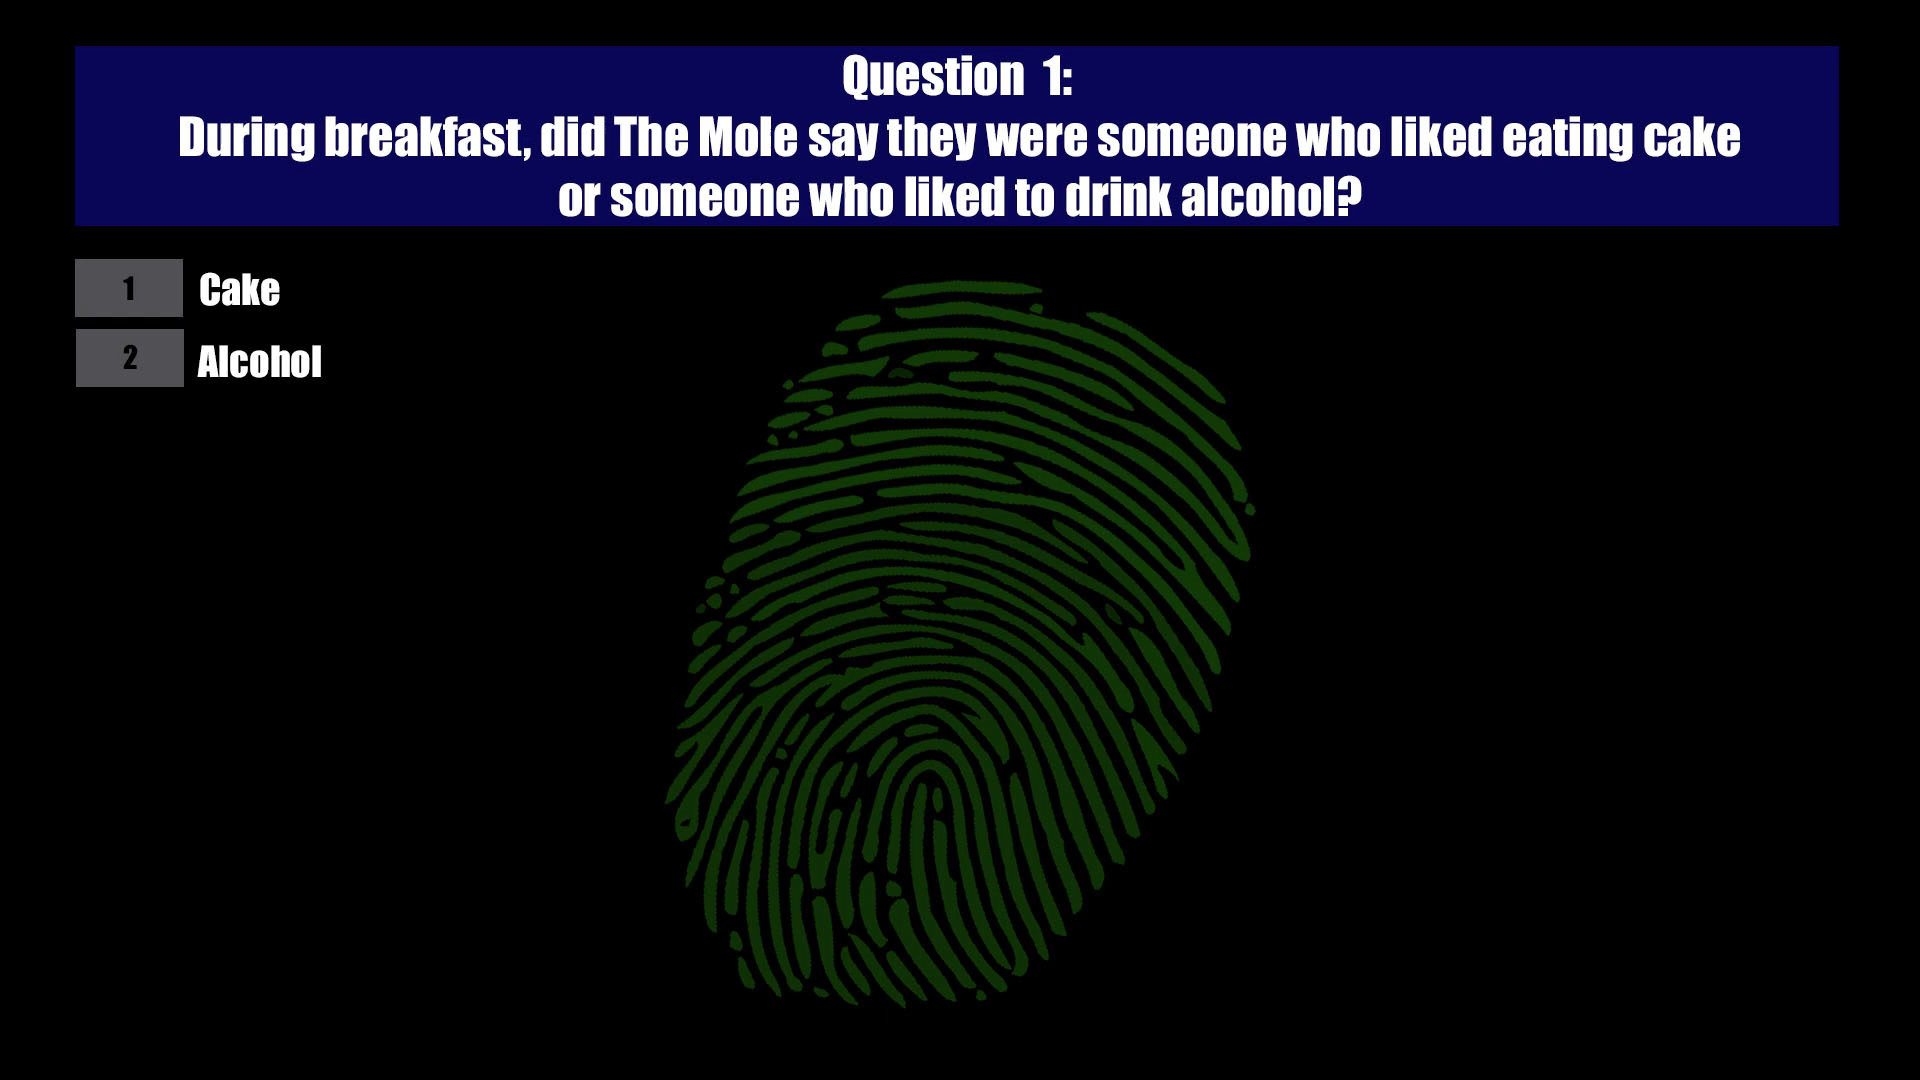 Question 1:
During breakfast, did The Mole say they were someone who liked eating cake
or someone who liked to drink alcohol?
1 Cake
2 Alcohol